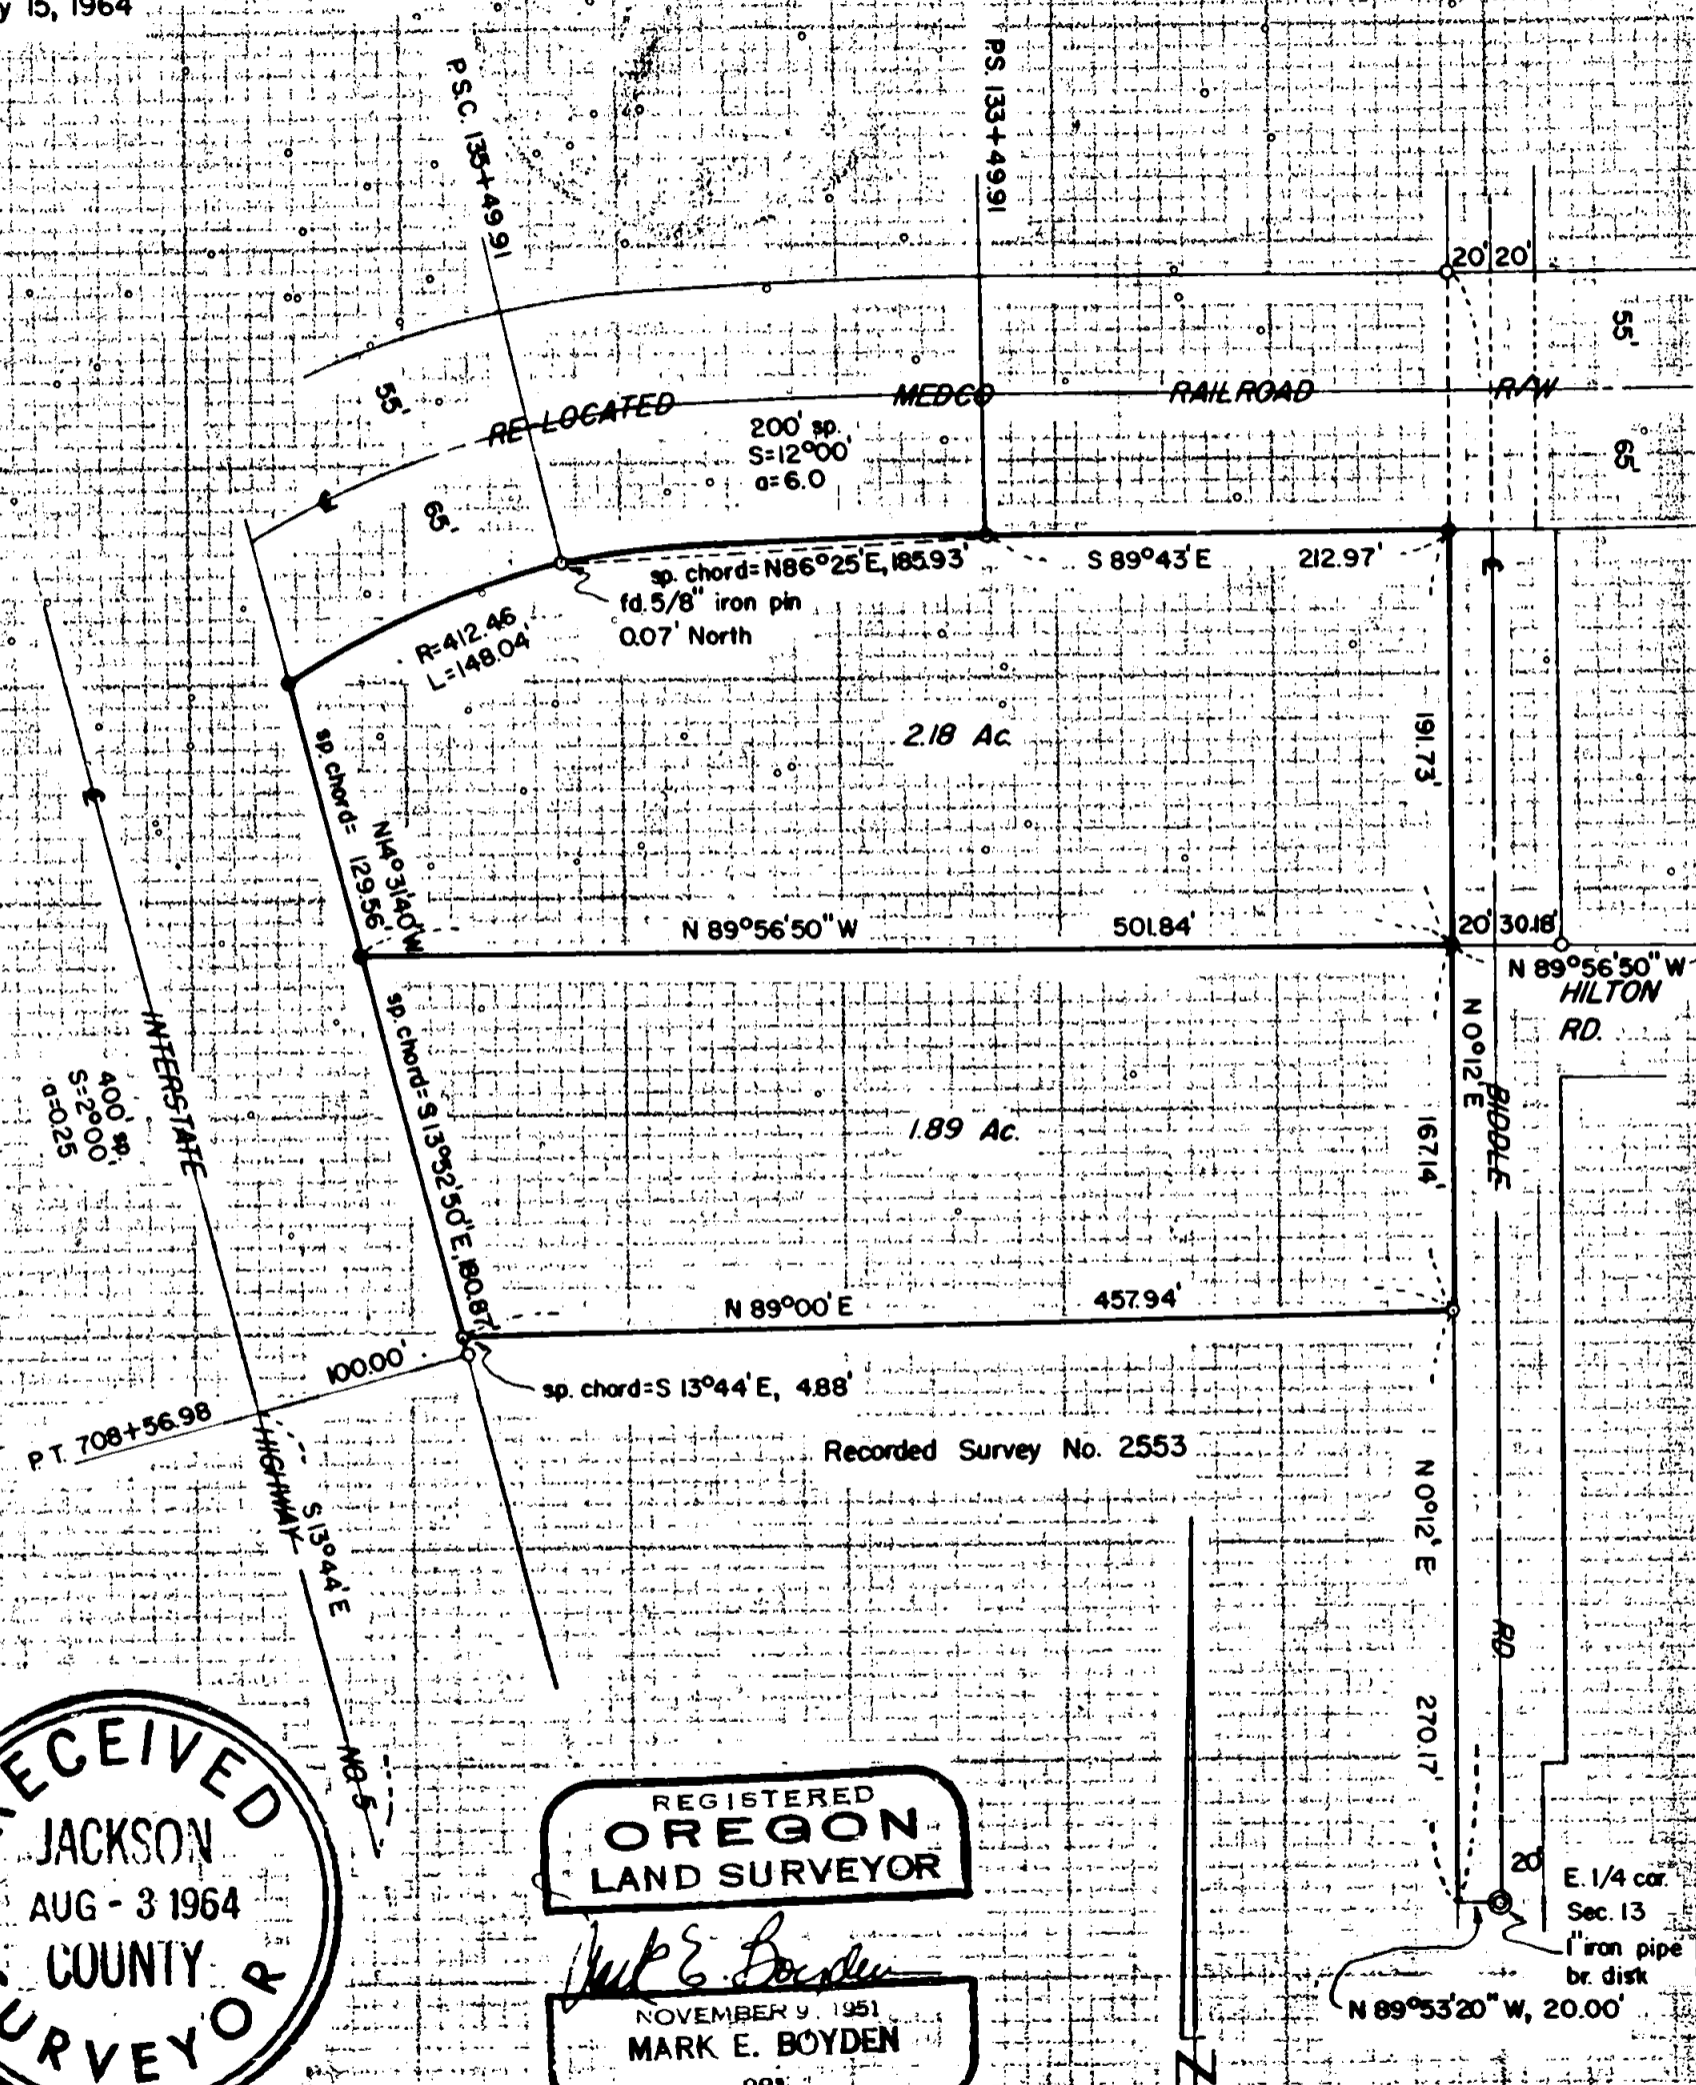 y 15, 1964
P.S.C. 135+49.91
P.S. 133+49.91
20' 20'
55'
65'
55'
65'
RE-LOCATED MEDCO RAILROAD R/W
200' sp.
S=12°00'
a=6.0
sp. chord=N86°25'E, 185.93'
S 89°43'E 212.97'
fd. 5/8" iron pin
0.07' North
R=412.46
L=148.04'
2.18 Ac.
191.73'
sp. chord=
N14°31'40"W
129.56'
N 89°56'50" W 501.84'
20' 30.18'
N 89°56'50" W
HILTON
RD.
N 0°12'E
BIDDLE
RD
sp. chord=S 13°52'50"E, 180.87'
1.89 Ac.
167.14'
INTERSTATE
400' sp.
S=2°00'
a=0.25
N 89°00'E 457.94'
100.00'
sp. chord=S 13°44'E, 4.88'
P.T. 708+56.98
HIGHWAY
S 13°44' E
NO. 5
Recorded Survey No. 2553
N 0°12' E
270.17'
20'
E. 1/4 cor.
Sec. 13
1" iron pipe
br. disk
N 89°53'20" W, 20.00'
RECEIVED
JACKSON
AUG - 3 1964
COUNTY
SURVEYOR
REGISTERED
OREGON
LAND SURVEYOR
Mark E. Boyden
NOVEMBER 9, 1951
MARK E. BOYDEN
N